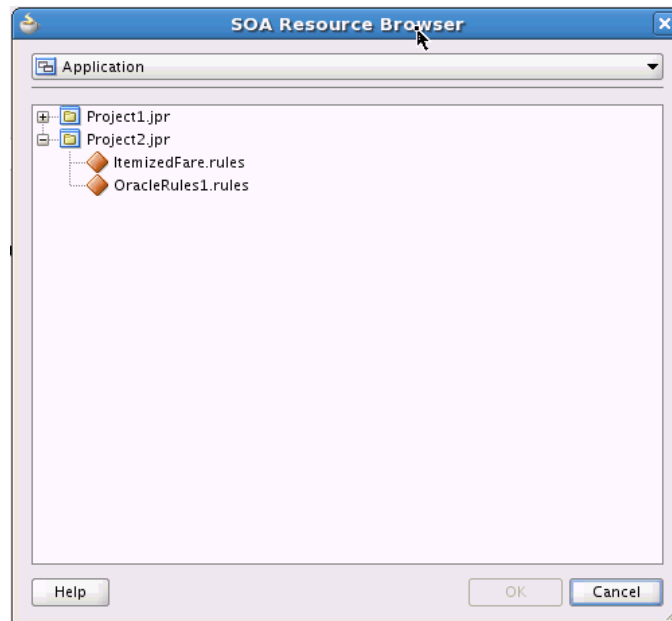 SOA Resource Browser
Application
Project1.jpr
Project2.jpr
ItemizedFare.rules
OracleRules1.rules
Help OK Cancel